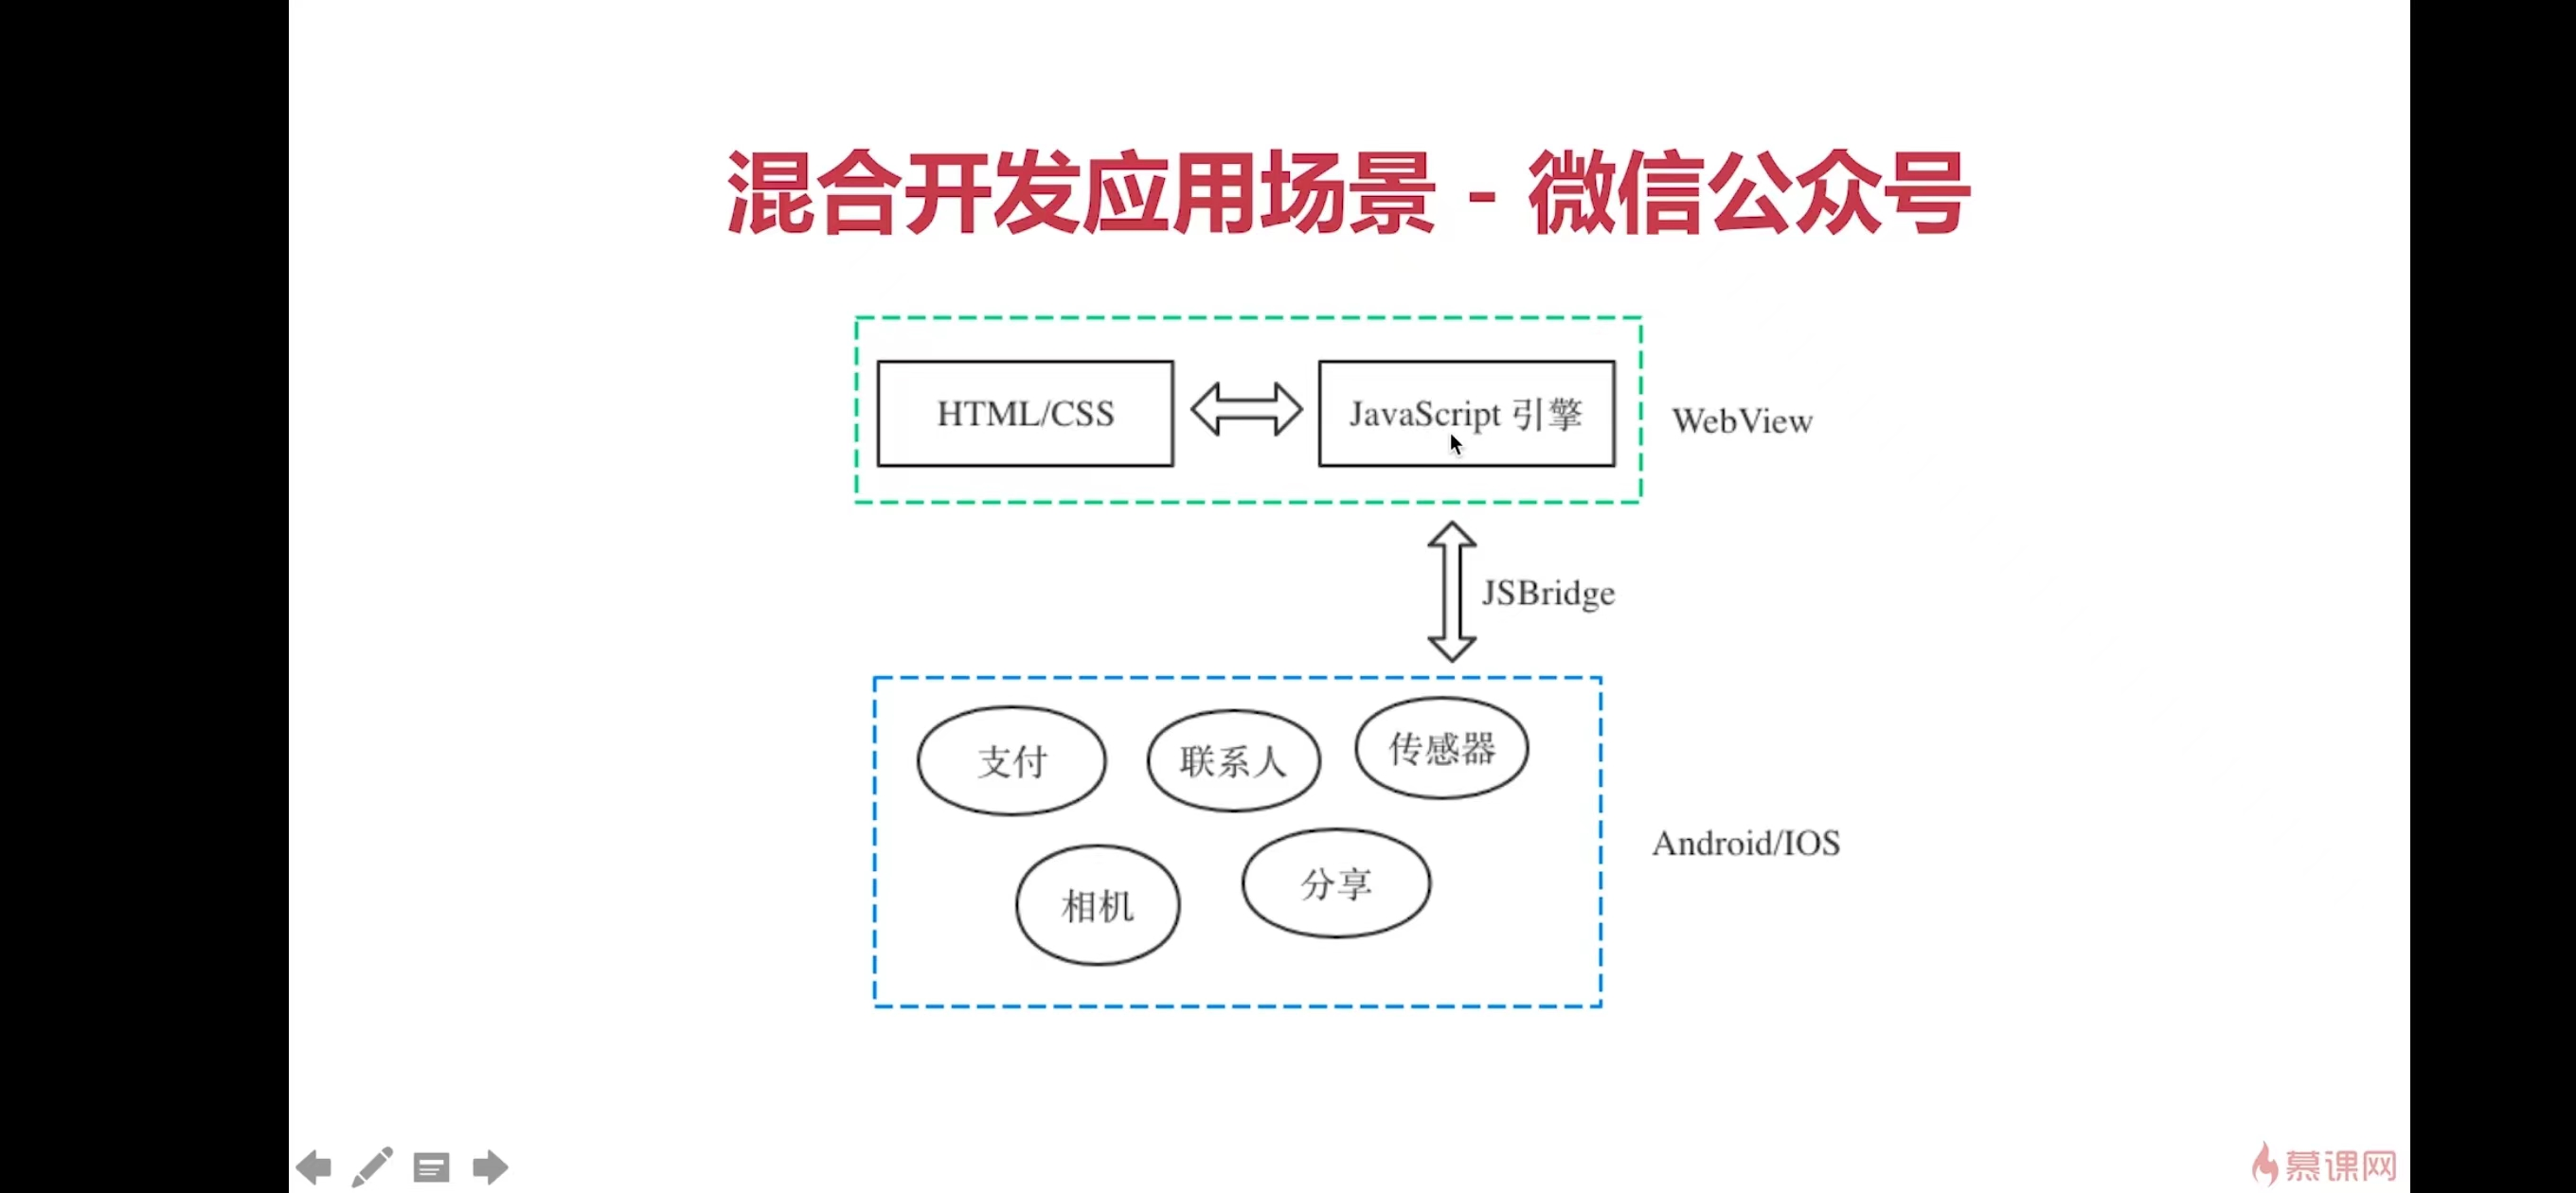 混合开发应用场景 - 微信公众号
HTML/CSS
JavaScript 引擎
WebView
JSBridge
支付
联系人
传感器
相机
分享
Android/IOS
慕课网